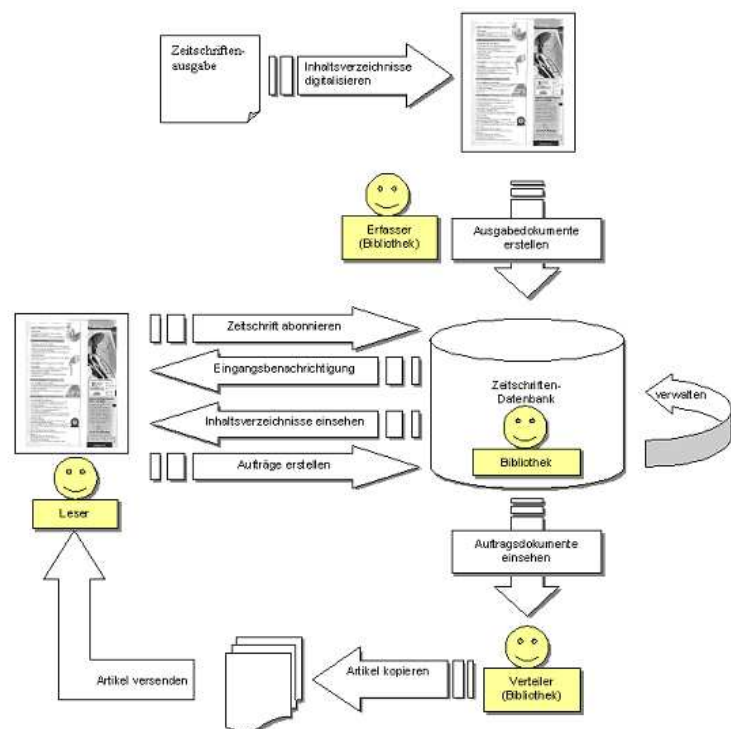 Zeitschriften-
ausgabe
Inhaltsverzeichnisse
digitalisieren
Erfasser
(Bibliothek)
Ausgabedokumente
erstellen
Zeitschrift abonnieren
Eingangsbenachrichtigung
Inhaltsverzeichnisse einsehen
Aufträge erstellen
Zeitschriften-
Datenbank
Bibliothek
verwalten
Leser
Auftragsdokumente
einsehen
Artikel versenden
Artikel kopieren
Verteiler
(Bibliothek)